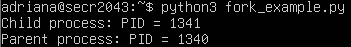 adriana@secr2043:~$ python3 fork_example.py
Child process: PID = 1341
Parent process: PID = 1340